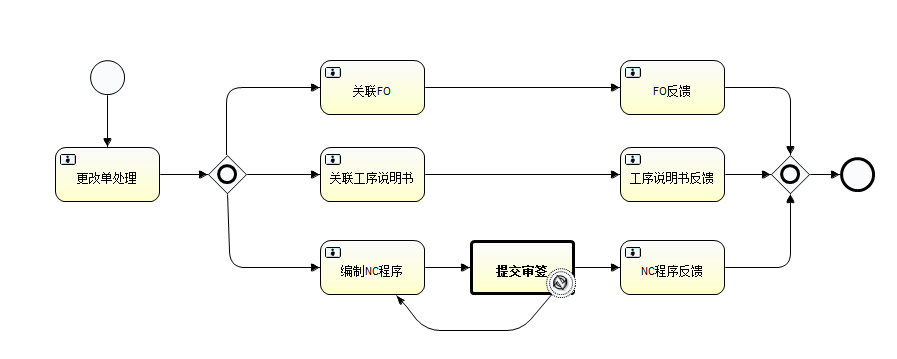 关联FO
FO反馈
更改单处理
关联工序说明书
工序说明书反馈
编制NC程序
提交审签
NC程序反馈